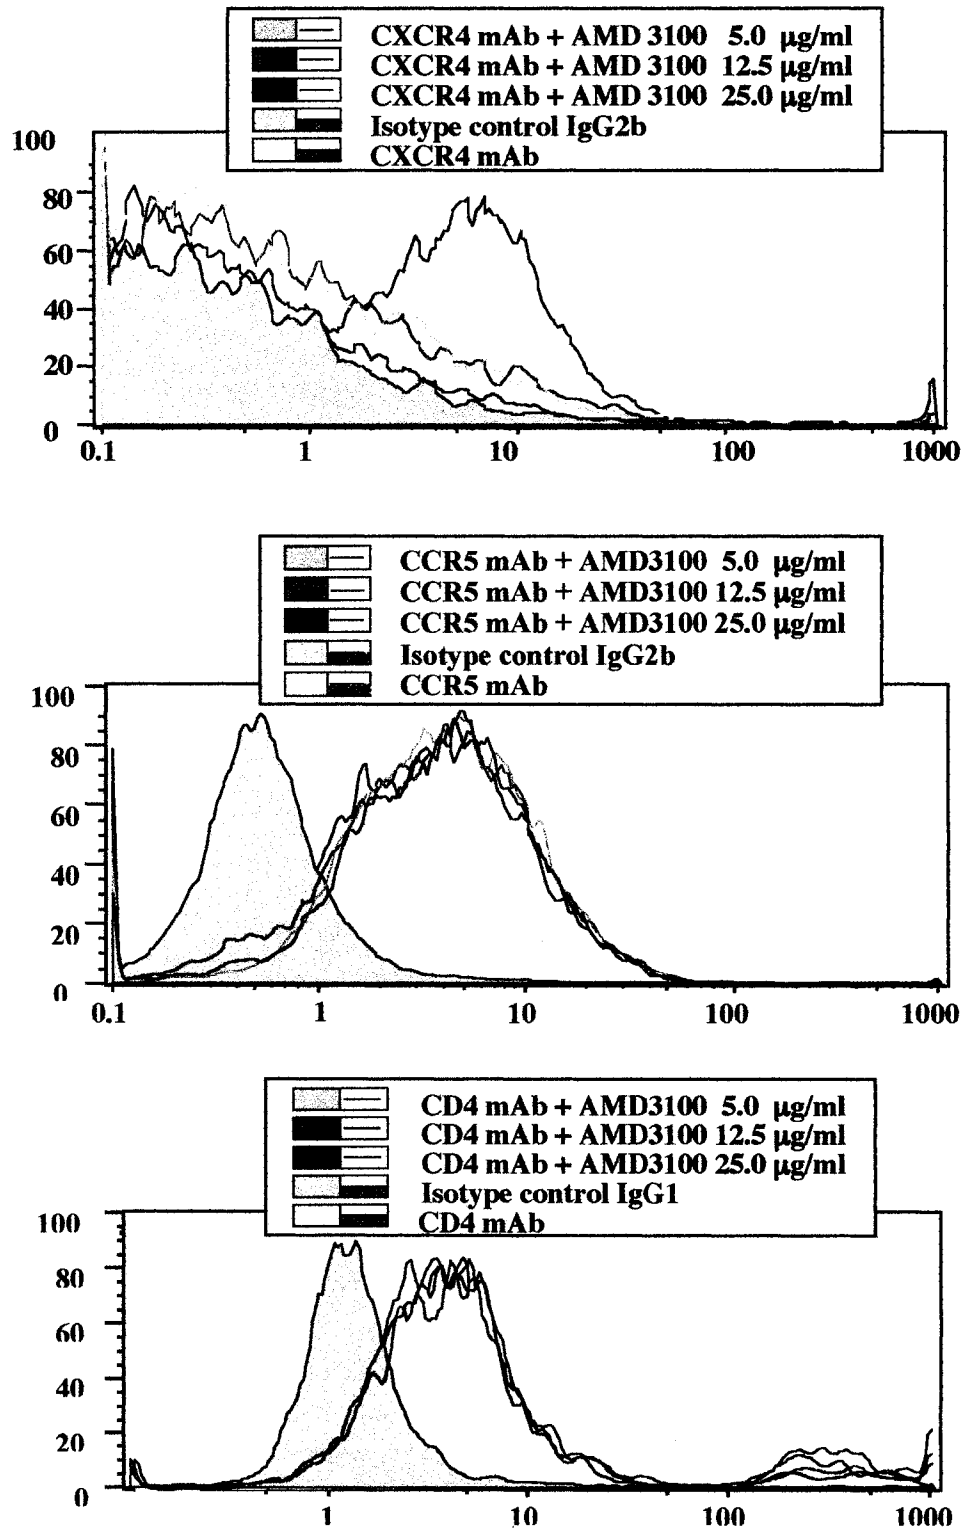 CXCR4 mAb + AMD 3100 5.0 µg/ml
CXCR4 mAb + AMD 3100 12.5 µg/ml
CXCR4 mAb + AMD 3100 25.0 µg/ml
Isotype control IgG2b
CXCR4 mAb
100
80
60
40
20
0
0.1 1 10 100 1000
CCR5 mAb + AMD3100 5.0 µg/ml
CCR5 mAb + AMD3100 12.5 µg/ml
CCR5 mAb + AMD3100 25.0 µg/ml
Isotype control IgG2b
CCR5 mAb
100
80
60
40
20
0
0.1 1 10 100 1000
CD4 mAb + AMD3100 5.0 µg/ml
CD4 mAb + AMD3100 12.5 µg/ml
CD4 mAb + AMD3100 25.0 µg/ml
Isotype control IgG1
CD4 mAb
100
80
60
40
20
0
1 10 100 1000